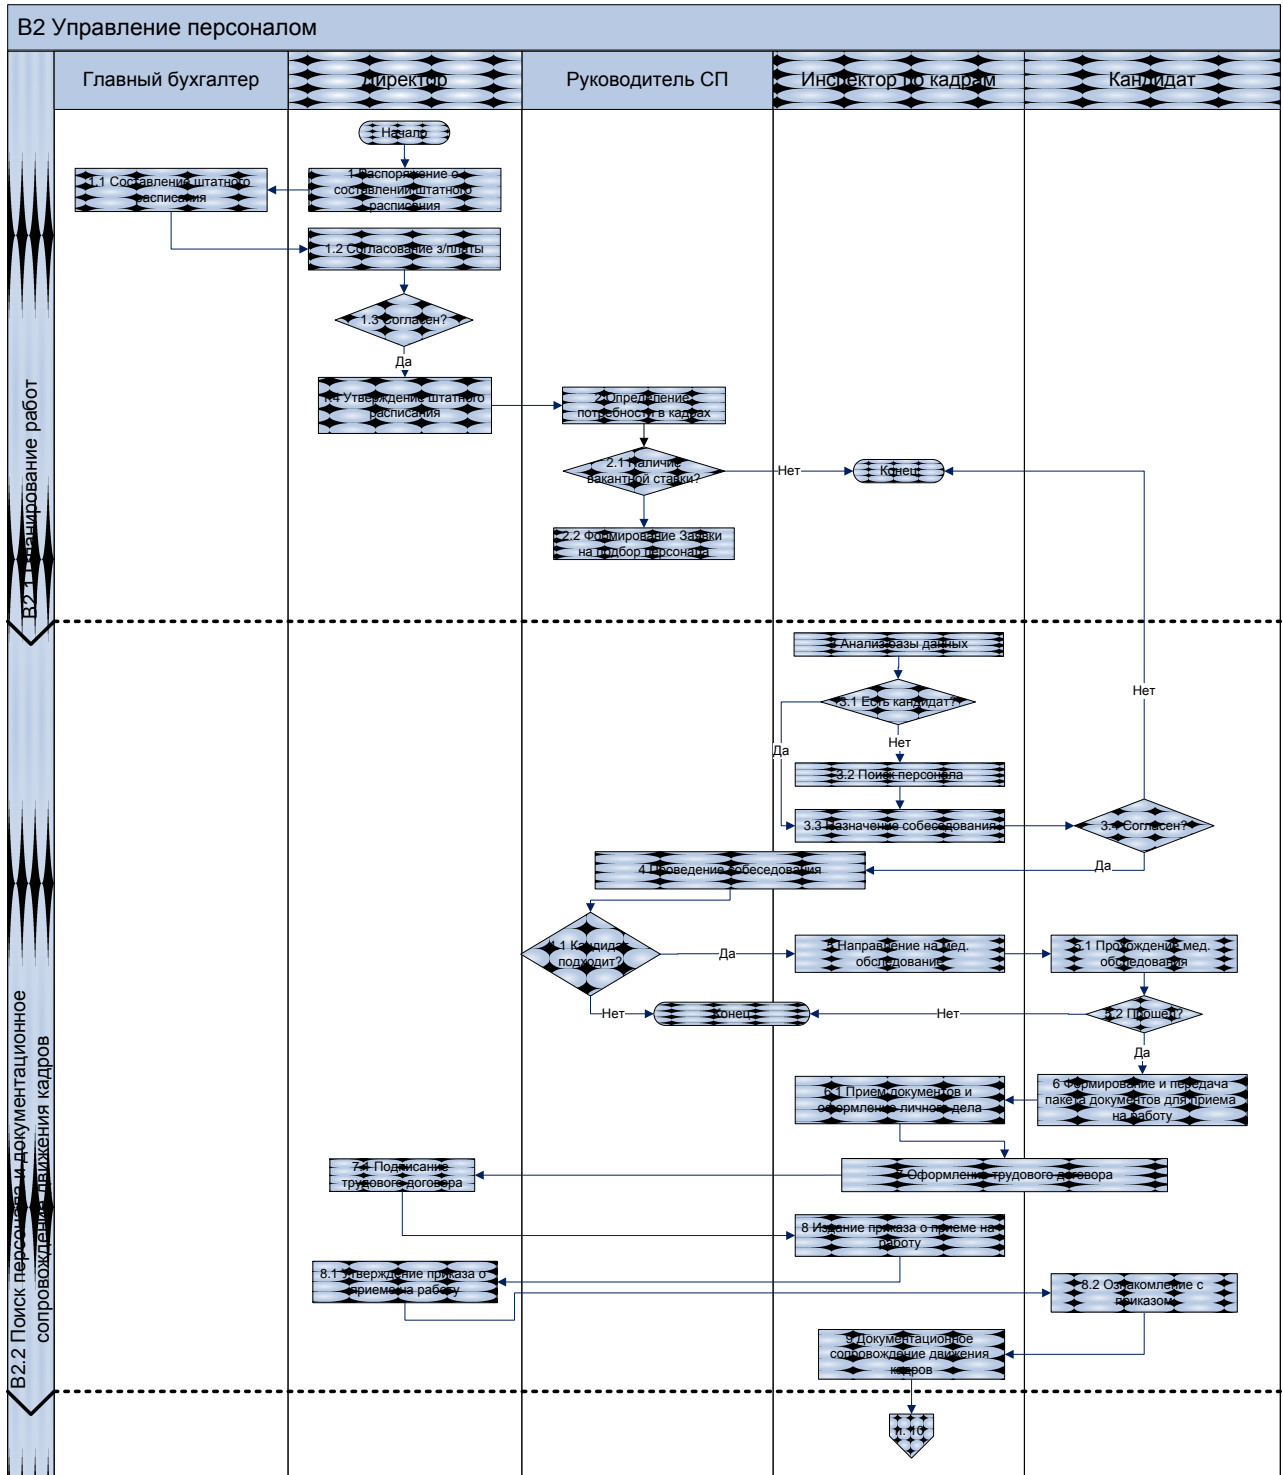 В2 Управление персоналом
Главный бухгалтер
Директор
Руководитель СП
Инспектор по кадрам
Кандидат
В2.1 Планирование работ
Начало
1 Распоряжение о
составлении штатного
расписания
1.1 Составление штатного
расписания
1.2 Согласование з/платы
1.3 Согласен?
Да
1.4 Утверждение штатного
расписания
2 Определение
потребности в кадрах
2.1 Наличие
вакантной ставки?
Нет
Конец
2.2 Формирование Заявки
на подбор персонала
В2.2 Поиск персонала и документационное
сопровождение движения кадров
3 Анализ базы данных
3.1 Есть кандидат?
Нет
Да
Нет
3.2 Поиск персонала
3.3 Назначение собеседования
3.4 Согласен?
Да
4 Проведение собеседования
4.1 Кандидат
подходит?
Да
5 Направление на мед.
обследование
5.1 Прохождение мед.
обследования
Нет
Конец
Нет
5.2 Прошел?
Да
6 Формирование и передача
пакета документов для приема
на работу
6.1 Прием документов и
оформление личного дела
7 Оформление трудового договора
7.1 Подписание
трудового договора
8 Издание приказа о приеме на
работу
8.1 Утверждение приказа о
приеме на работу
8.2 Ознакомление с
приказом
9 Документационное
сопровождение движения
кадров
п. 10